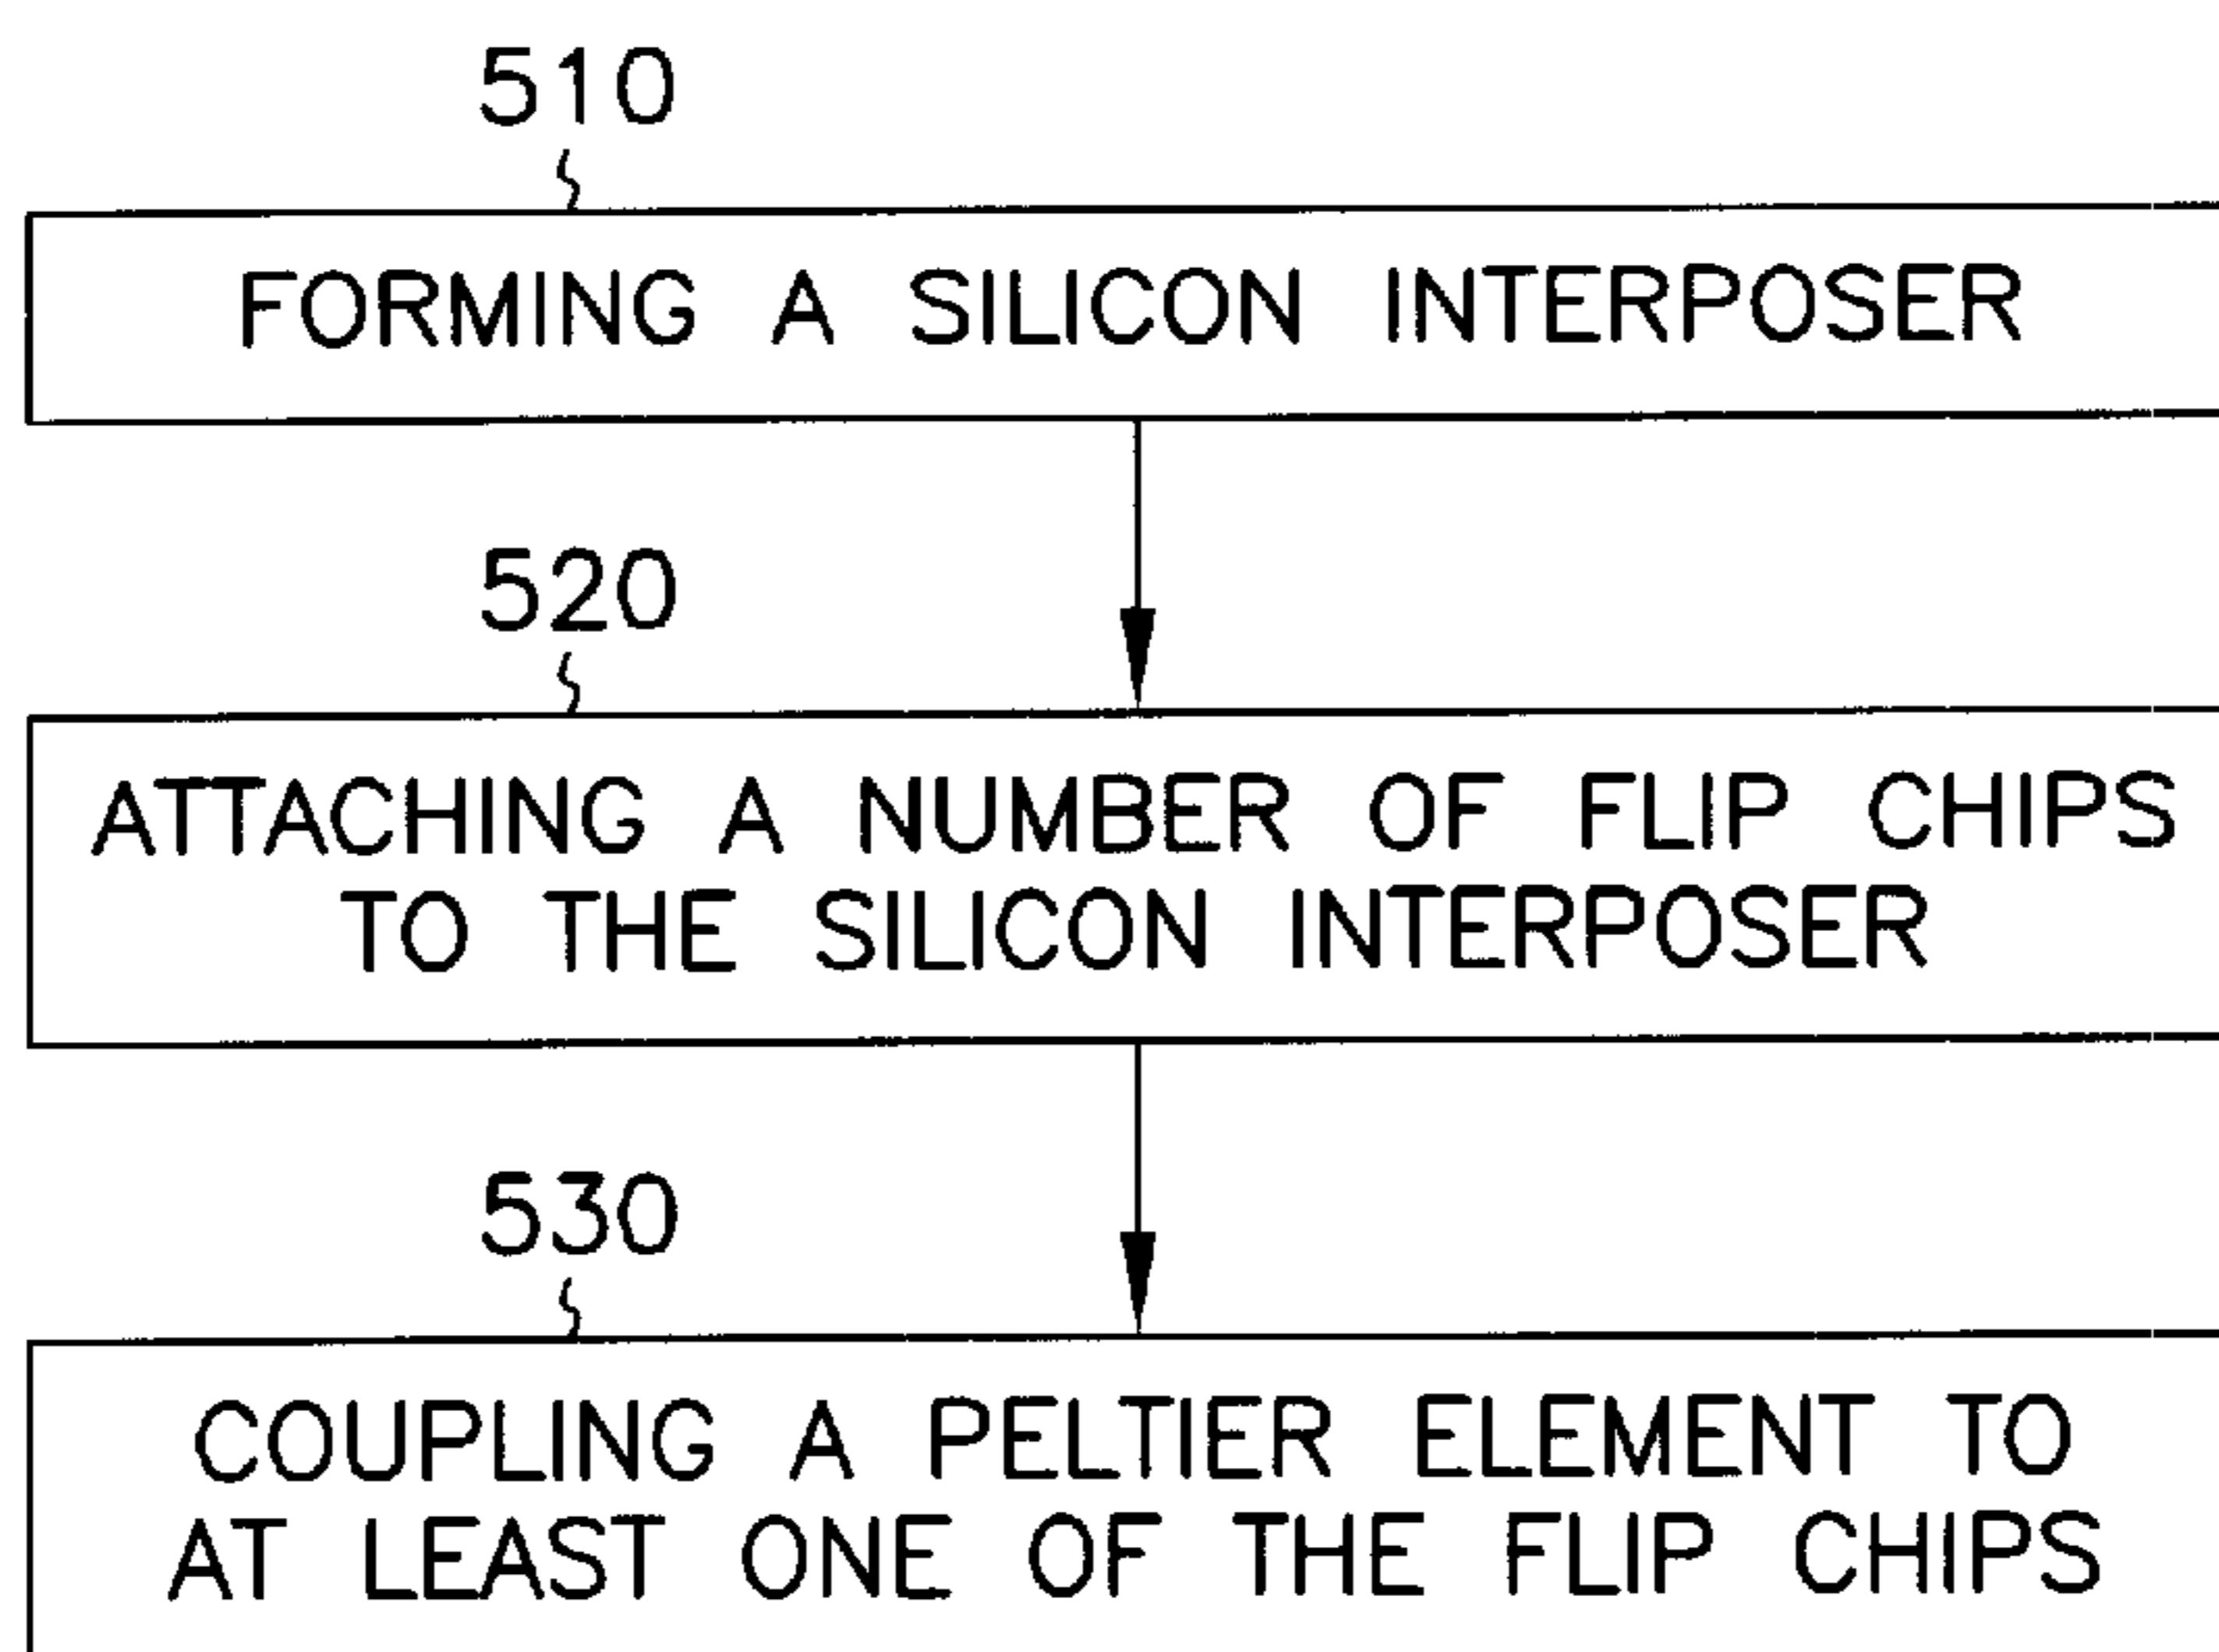 510
FORMING A SILICON INTERPOSER
520
ATTACHING A NUMBER OF FLIP CHIPS
TO THE SILICON INTERPOSER
530
COUPLING A PELTIER ELEMENT TO
AT LEAST ONE OF THE FLIP CHIPS